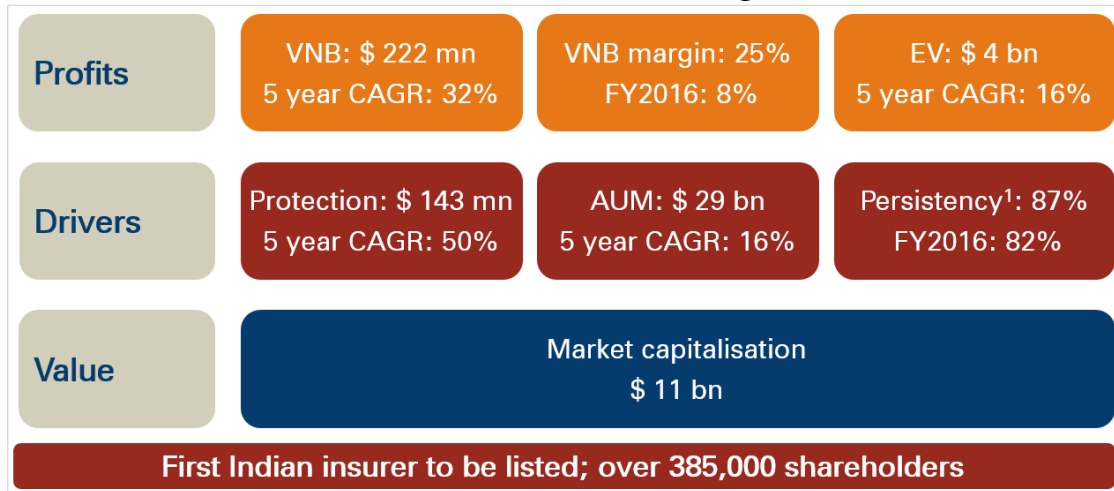 Profits
VNB: $ 222 mn
5 year CAGR: 32%
VNB margin: 25%
FY2016: 8%
EV: $ 4 bn
5 year CAGR: 16%
Drivers
Protection: $ 143 mn
5 year CAGR: 50%
AUM: $ 29 bn
5 year CAGR: 16%
Persistency¹: 87%
FY2016: 82%
Value
Market capitalisation
$ 11 bn
First Indian insurer to be listed; over 385,000 shareholders